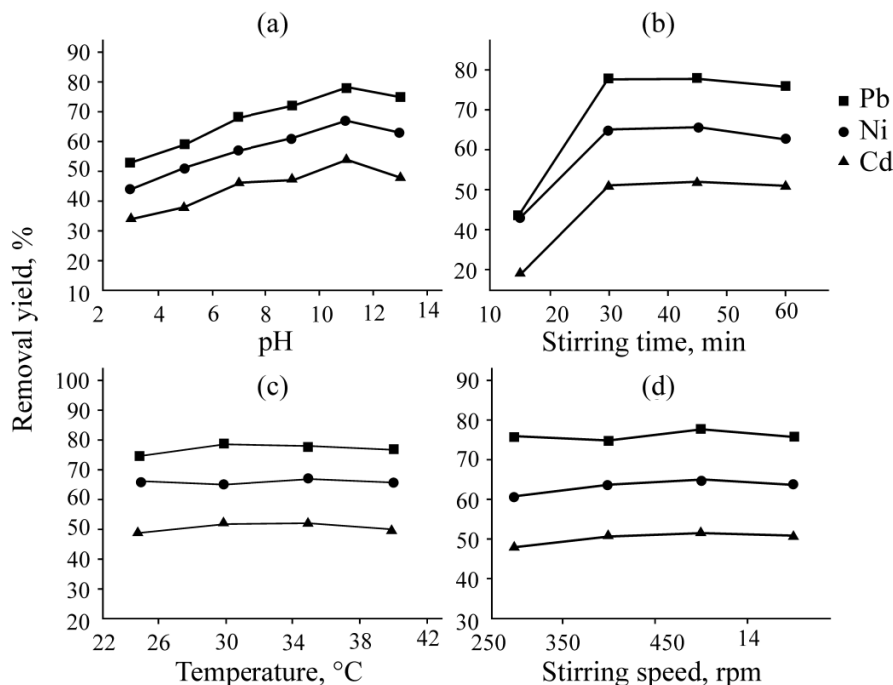 Removal yield, %
(a)
90
80
70
60
50
40
30
10
2 4 6 8 10 12 14
pH
(b)
80
70
60
50
40
20
10 20 30 40 50 60
Stirring time, min
Pb
Ni
Cd
(c)
100
90
80
70
60
50
40
30
20
22 26 30 34 38 42
Temperature, °C
(d)
90
80
70
60
50
40
30
250 350 450 14
Stirring speed, rpm